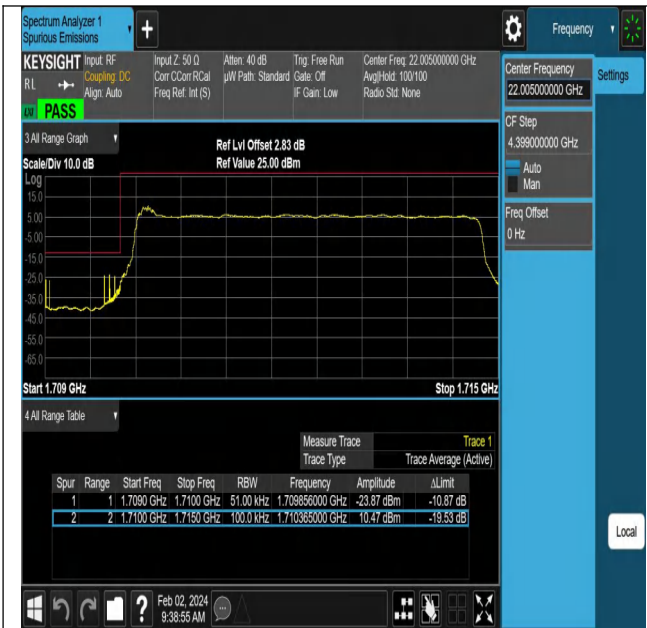 Spectrum Analyzer 1
Spurious Emissions
Frequency
KEYSIGHT Input: RF Input Z: 50 Ω Atten: 40 dB Trig: Free Run Center Freq: 22.005000000 GHz
RL Coupling: DC Corr CCorr RCal µW Path: Standard Gate: Off Avg|Hold: 100/100
Align: Auto Freq Ref: Int (S) IF Gain: Low Radio Std: None
PASS
3 All Range Graph
Scale/Div 10.0 dB
Ref Lvl Offset 2.83 dB
Ref Value 25.00 dBm
Log
15.0
5.00
-5.00
-15.0
-25.0
-35.0
-45.0
-55.0
-65.0
Start 1.709 GHz Stop 1.715 GHz
4 All Range Table
Measure Trace Trace 1
Trace Type Trace Average (Active)
Spur Range Start Freq Stop Freq RBW Frequency Amplitude ΔLimit
1 1 1.7090 GHz 1.7100 GHz 51.00 kHz 1.709856000 GHz -23.87 dBm -10.87 dB
2 2 1.7100 GHz 1.7150 GHz 100.0 kHz 1.710365000 GHz 10.47 dBm -19.53 dB
Center Frequency
22.005000000 GHz
Settings
CF Step
4.399000000 GHz
Auto
Man
Freq Offset
0 Hz
Local
?
Feb 02, 2024
9:38:55 AM